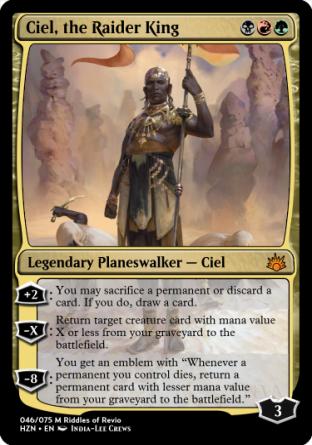 Ciel, the Raider King
Legendary Planeswalker — Ciel
+2: You may sacrifice a permanent or discard a
card. If you do, draw a card.
-X: Return target creature card with mana value
X or less from your graveyard to the
battlefield.
-8: You get an emblem with “Whenever a
permanent you control dies, return a
permanent card with lesser mana value
from your graveyard to the battlefield.”
3
046/075 M Riddles of Revio
HZN • EN India-Lee Crews